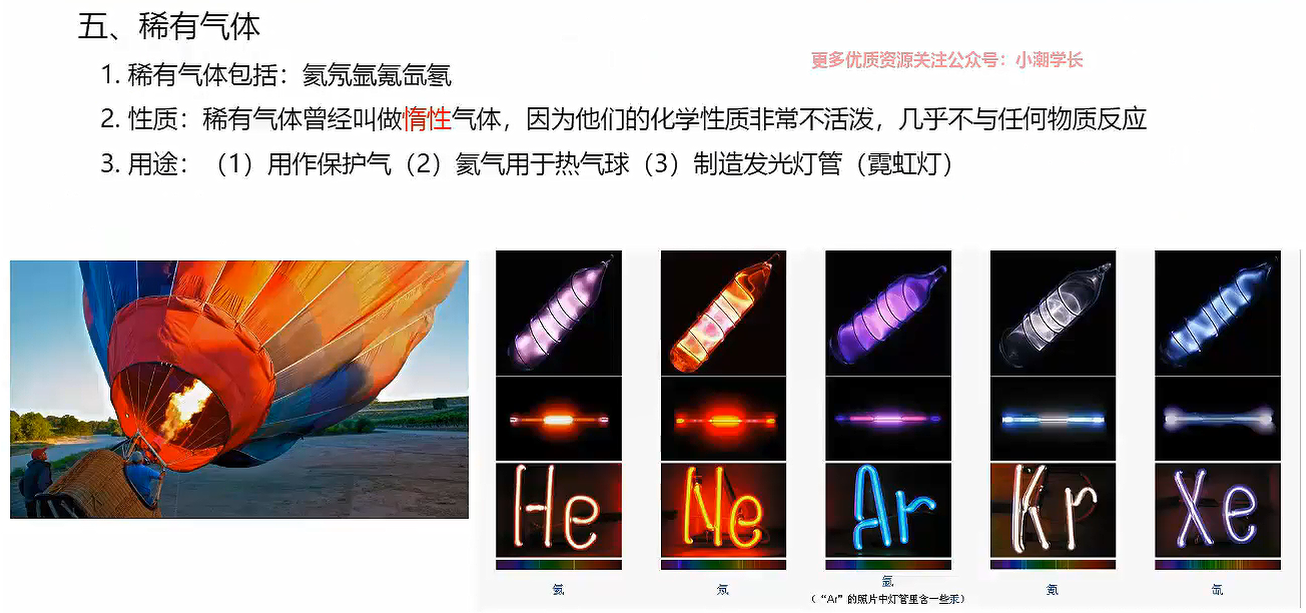 五、稀有气体
更多优质资源关注公众号：小潮学长
1. 稀有气体包括：氦氖氩氪氙氡
2. 性质：稀有气体曾经叫做惰性气体，因为他们的化学性质非常不活泼，几乎不与任何物质反应
3. 用途：（1）用作保护气（2）氦气用于热气球（3）制造发光灯管（霓虹灯）
He Ne Ar Kr Xe
氦 氖 氩 氪 氙
（“Ar”的照片中灯管里含一些汞）